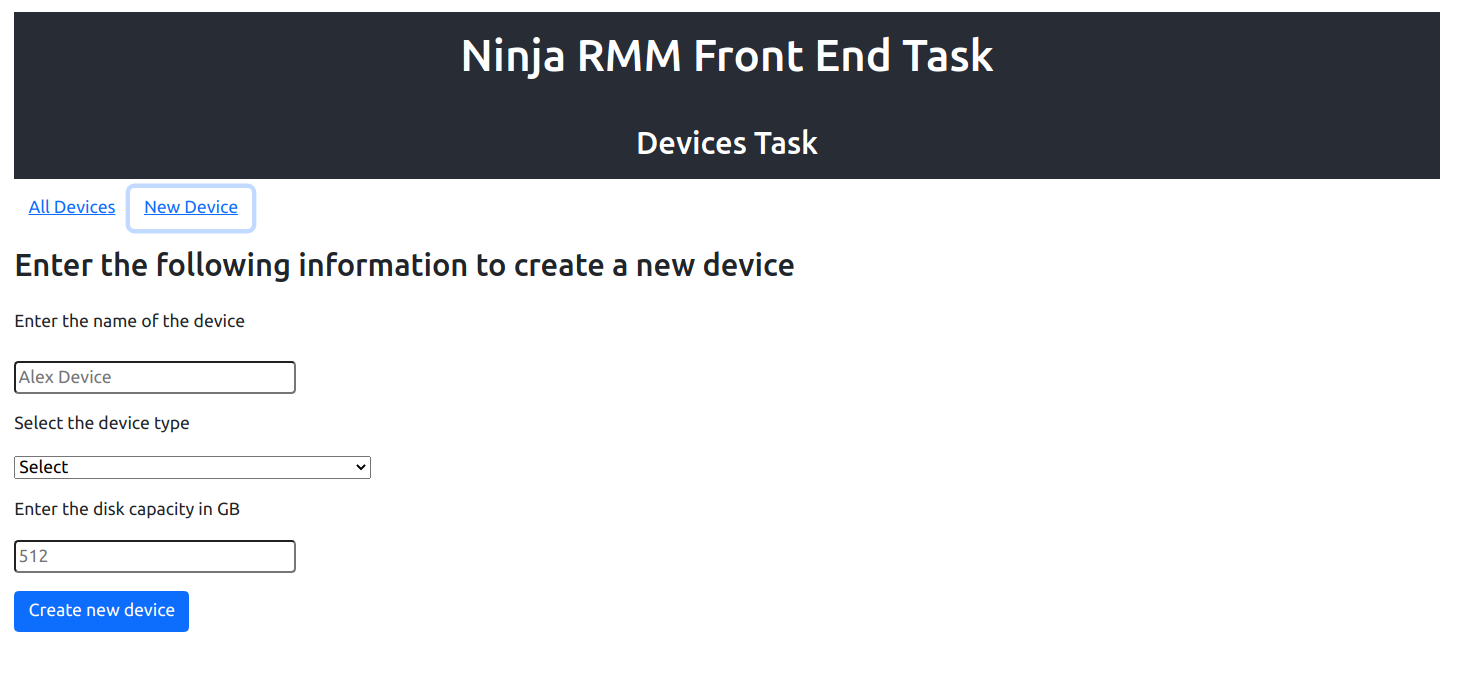 Ninja RMM Front End Task
Devices Task
All Devices New Device
Enter the following information to create a new device
Enter the name of the device
Alex Device
Select the device type
Select
Enter the disk capacity in GB
512
Create new device